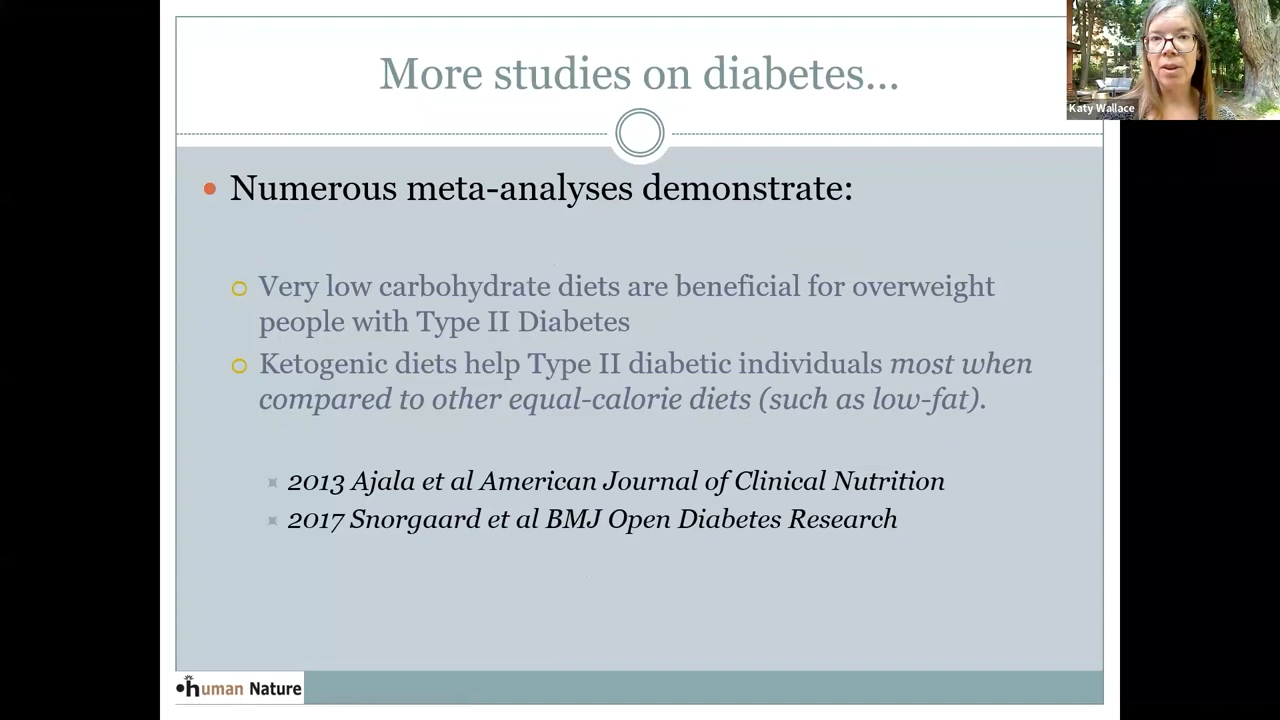 More studies on diabetes...
Katy Wallace
Numerous meta-analyses demonstrate:
Very low carbohydrate diets are beneficial for overweight
people with Type II Diabetes
Ketogenic diets help Type II diabetic individuals most when
compared to other equal-calorie diets (such as low-fat).
2013 Ajala et al American Journal of Clinical Nutrition
2017 Snorgaard et al BMJ Open Diabetes Research
human Nature